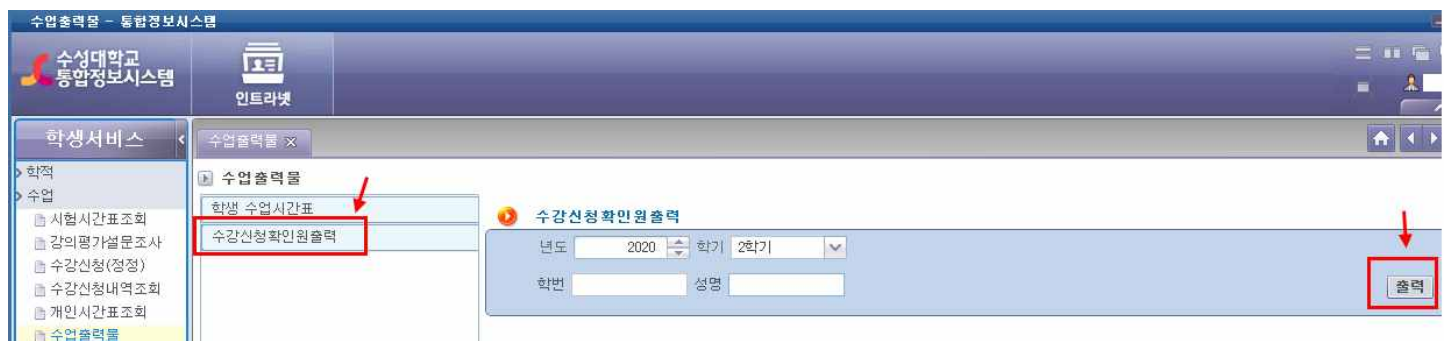 수업출력물 - 통합정보시스템
수성대학교
통합정보시스템
인트라넷
학생서비스
수업출력물
학적
수업
시험시간표조회
강의평가설문조사
수강신청(정정)
수강신청내역조회
개인시간표조회
수업출력물
수업출력물
학생 수업시간표
수강신청확인원출력
수강신청확인원출력
년도 2020 학기 2학기
학번 성명
출력